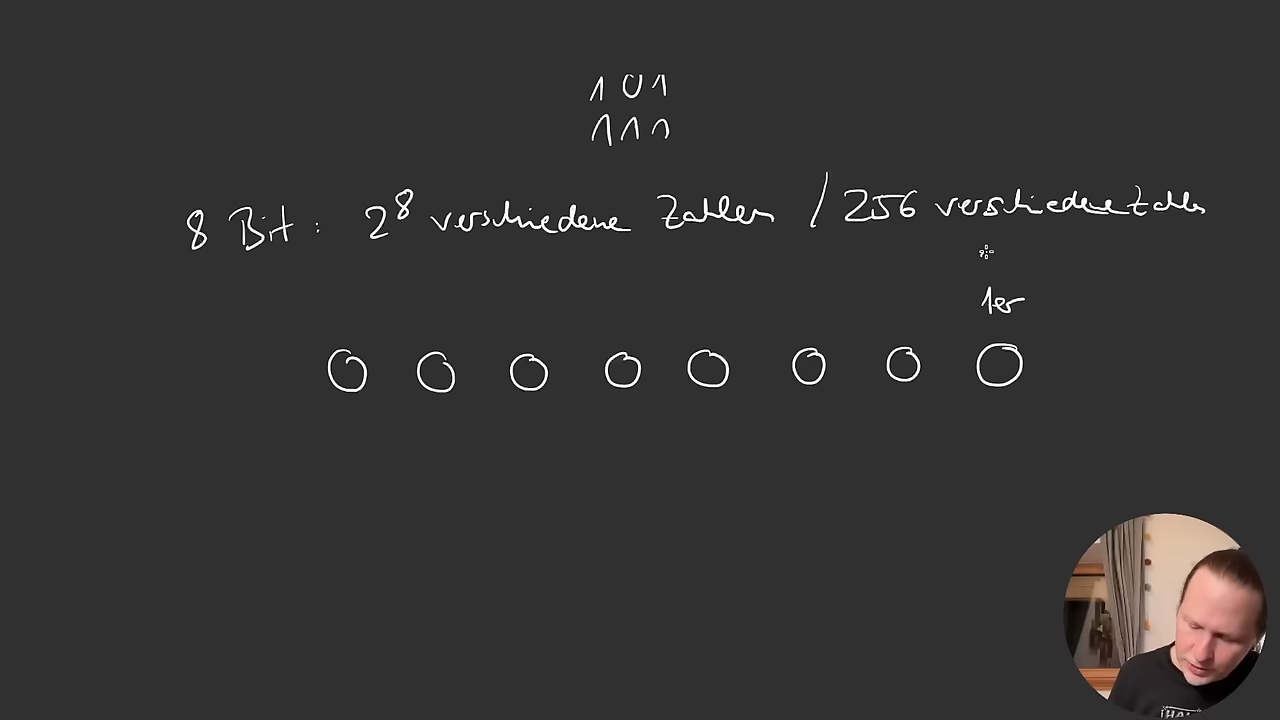 101
111
8 Bit: 2⁸ verschiedene Zahlen / 256 verschiedene Zahlen
1er